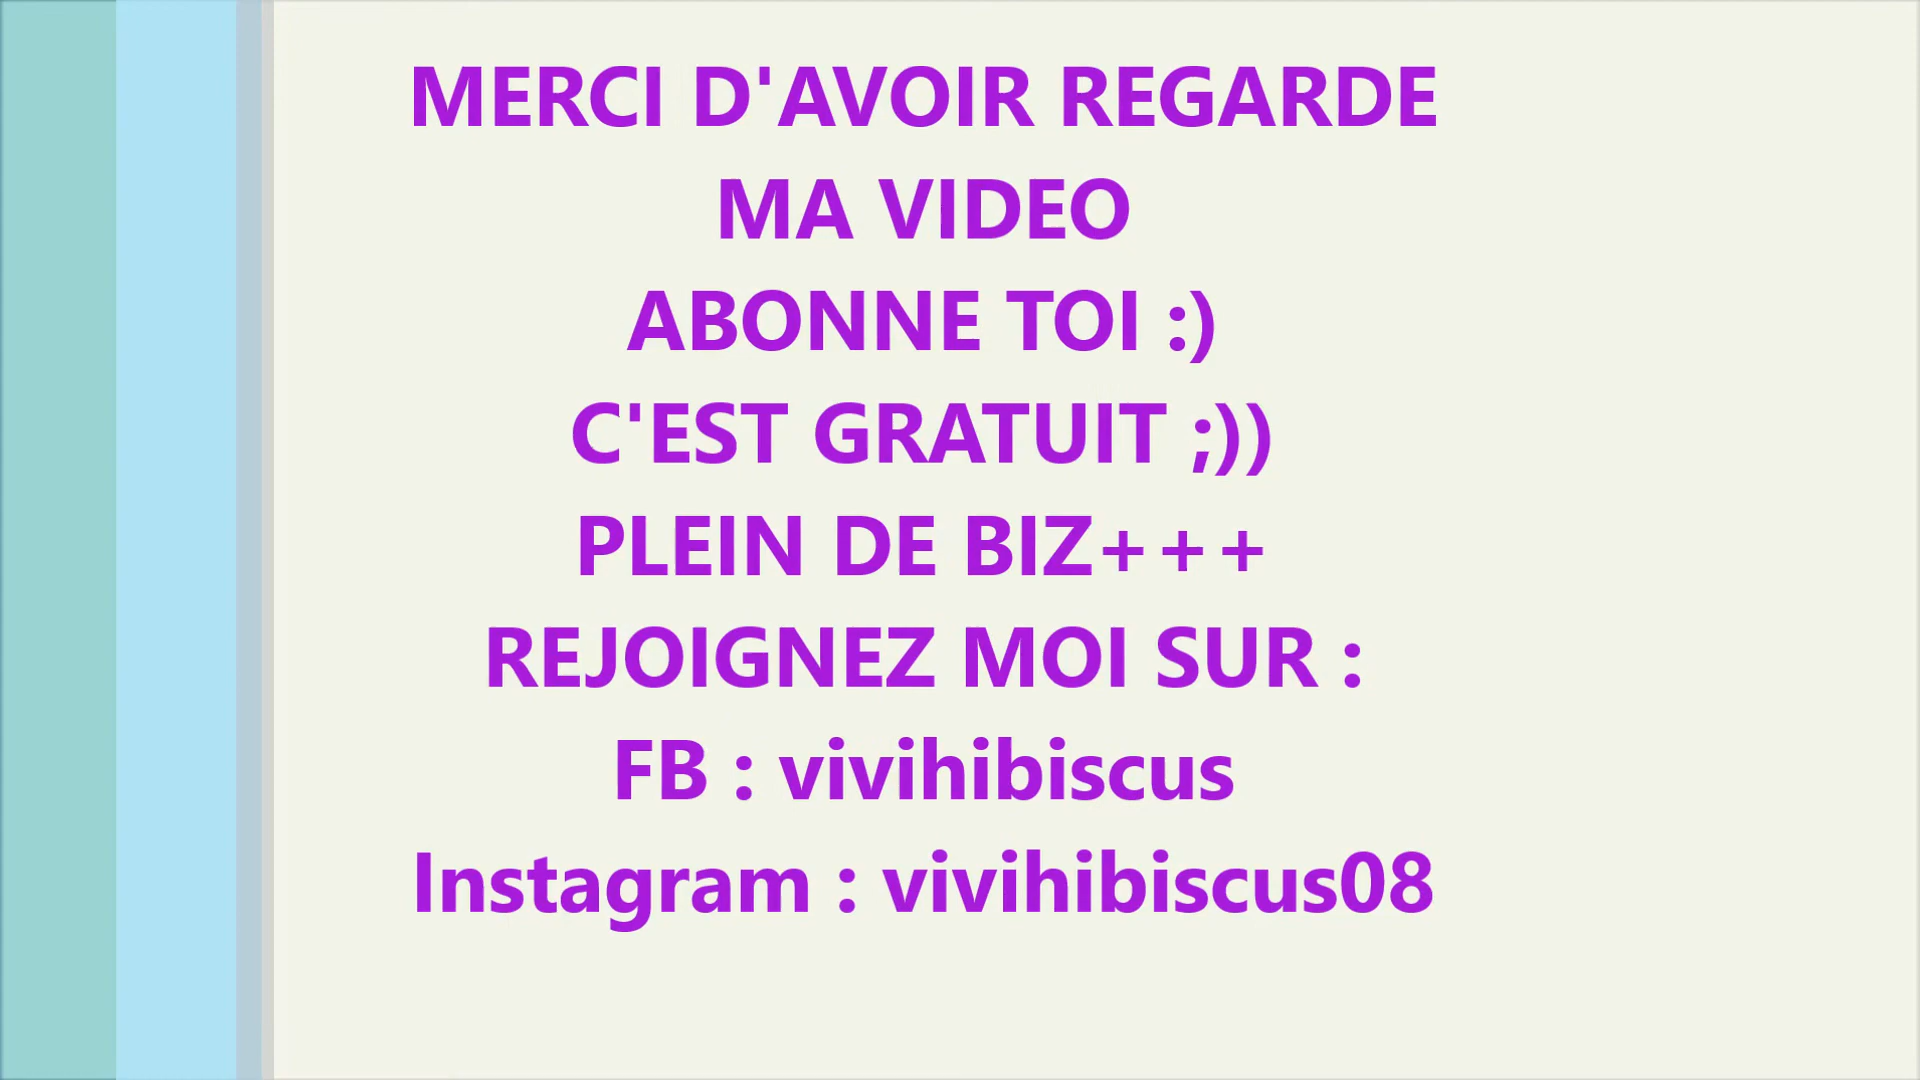 MERCI D'AVOIR REGARDE
MA VIDEO
ABONNE TOI :)
C'EST GRATUIT ;))
PLEIN DE BIZ+++
REJOIGNEZ MOI SUR :
FB : vivihibiscus
Instagram : vivihibiscus08